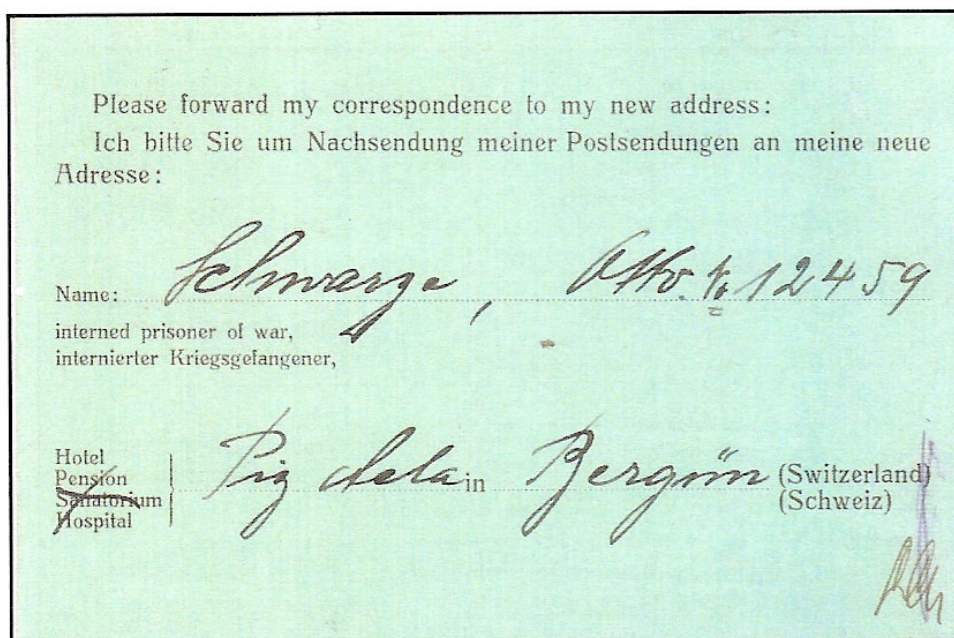 Please forward my correspondence to my new address:
Ich bitte Sie um Nachsendung meiner Postsendungen an meine neue
Adresse:
Name: Schwarze, Otto. No 12459
interned prisoner of war,
internierter Kriegsgefangener,
Hotel
Pension
Sanatorium
Hospital
Piz Aela in Bergün (Switzerland)
(Schweiz)